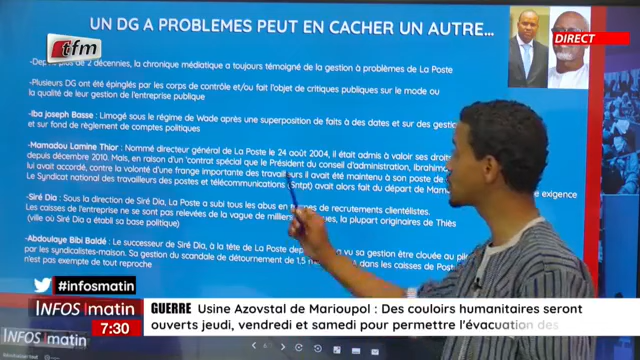 UN DG A PROBLEMES PEUT EN CACHER UN AUTRE...
tfm
DIRECT
-Depuis plus de 2 décennies, la chronique médiatique a toujours témoigné de la gestion à problèmes de La Poste
-Plusieurs DG ont été épinglés par les corps de contrôle et/ou fait l'objet de critiques publiques sur le mode ou
la qualité de leur gestion de l'entreprise publique
-Iba Joseph Basse : Limogé sous le régime de Wade après une superposition de faits à des dates et sur des gestion
et sur fond de règlement de comptes politiques
-Mamadou Lamine Thior : Nommé directeur général de La Poste le 24 août 2004, il était admis à valoir ses
depuis décembre 2010. Mais, en raison d'un 'contrat spécial que le Président du conseil d'administration,
lui avait accordé, contre la volonté d'une frange importante des travailleurs il avait été maintenu à son poste
Le Syndicat national des travailleurs des postes et télécommunications (Sntpt) avait alors fait du départ de exigence
-Siré Dia : Sous la direction de Siré Dia, La Poste a subi tous les abus en de recrutements clientélistes.
Les caisses de l'entreprise ne se sont pas relevées de la vague de la plupart originaires de Thiès
(ville où Siré Dia a établi sa base politique)
-Abdoulaye Bibi Baldé : Le successeur de Siré Dia, à la tête de La Poste vu sa gestion être clouée au
par les syndicalistes-maison. Sa gestion du scandale de détournement de 1,5 dans les caisses de
n'est pas exempte de tout reproche
#infosmatin
INFOS matin
7:30
GUERRE Usine Azovstal de Marioupol : Des couloirs humanitaires seront
ouverts jeudi, vendredi et samedi pour permettre l'évacuation des
INFOS matin